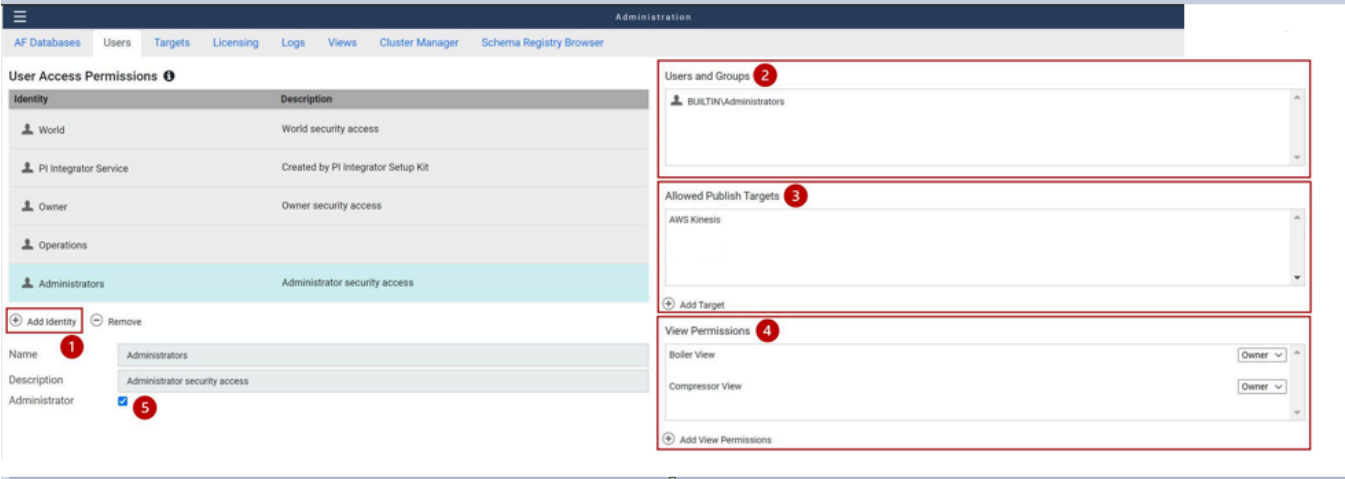 Administration
AF Databases Users Targets Licensing Logs Views Cluster Manager Schema Registry Browser
User Access Permissions
Identity Description
World World security access
PI Integrator Service Created by PI Integrator Setup Kit
Owner Owner security access
Operations
Administrators Administrator security access
Add Identity Remove
1
Name Administrators
Description Administrator security access
Administrator 5
Users and Groups 2
BUILTIN\Administrators
Allowed Publish Targets 3
AWS Kinesis
Add Target
View Permissions 4
Boiler View Owner
Compressor View Owner
Add View Permissions